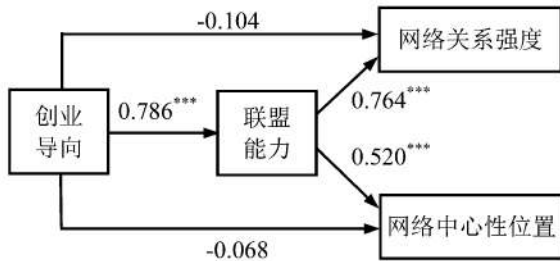 -0.104
网络关系强度
创业
导向
0.786***
联盟
能力
0.764***
0.520***
网络中心性位置
-0.068